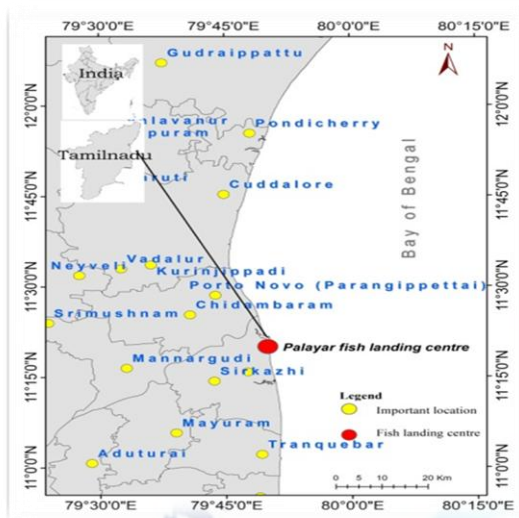 79°30'0"E 79°45'0"E 80°0'0"E 80°15'0"E
N
Gudraippattu
India
12°0'0"N 12°0'0"N
Pondicherry
puram
Tamilnadu
Cuddalore
Bay of Bengal
11°45'0"N 11°45'0"N
Vadalur
Neyveli
Kurinjippadi
11°30'0"N 11°30'0"N
Porto Novo (Parangippettai)
Chidambaram
Srimushnam
Palayar fish landing centre
Mannargudi
Sirkazhi
11°15'0"N 11°15'0"N
Legend
Important location
Fish landing centre
Mayuram
Tranquebar
Aduturai
11°0'0"N 11°0'0"N
0 5 10 20 Km
79°30'0"E 79°45'0"E 80°0'0"E 80°15'0"E